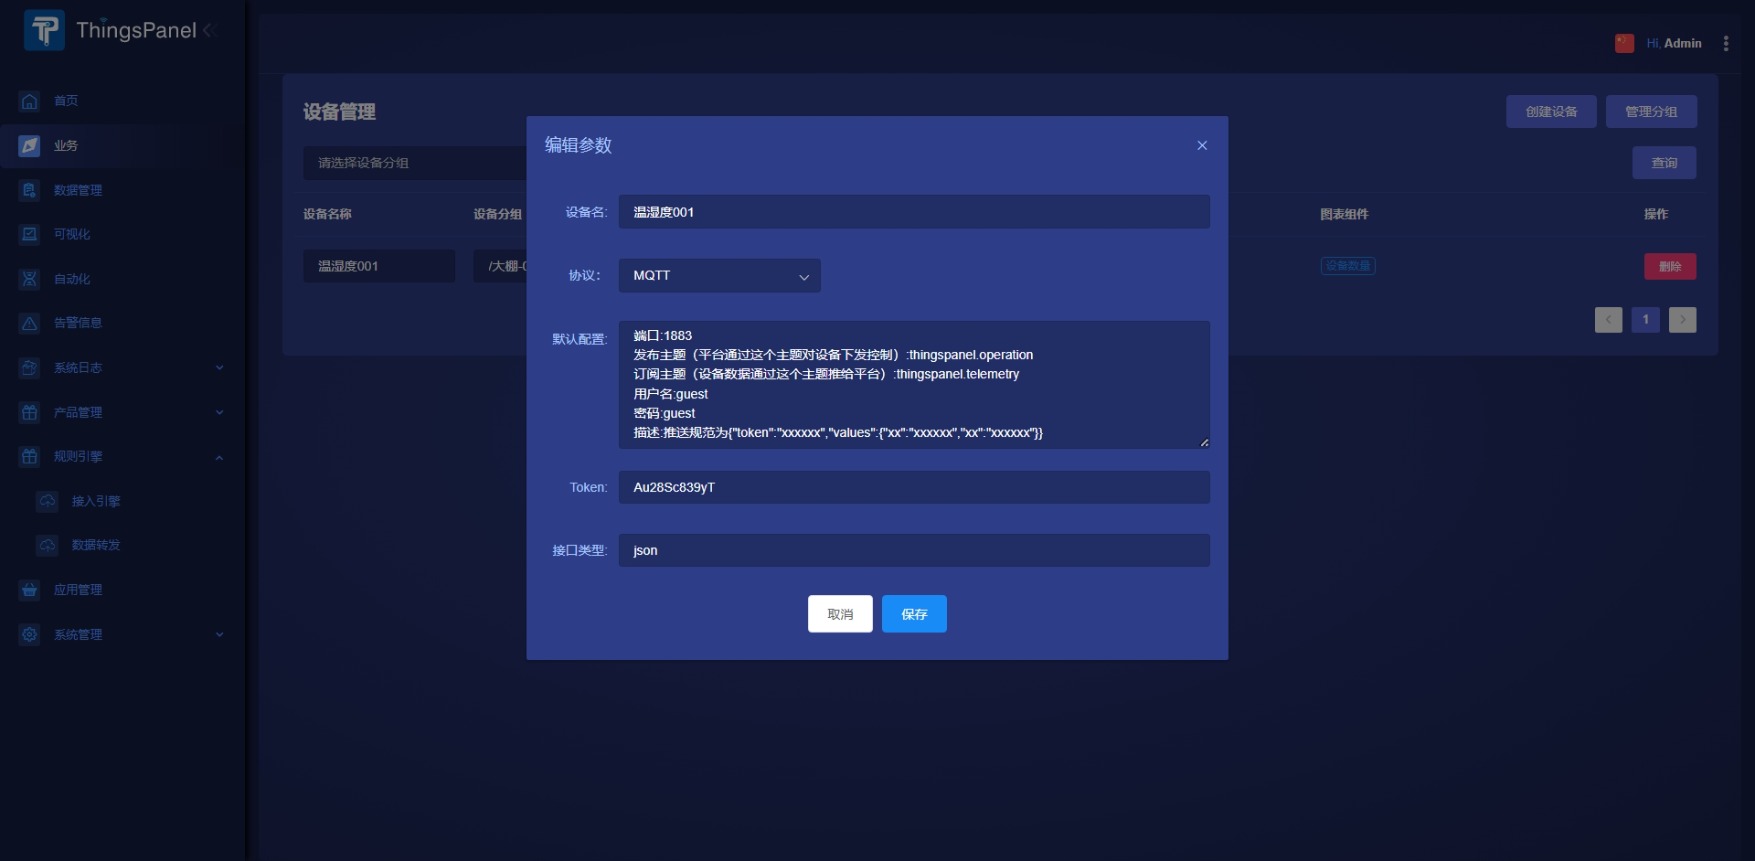 ThingsPanel
Hi, Admin
首页
业务
数据管理
可视化
自动化
告警信息
系统日志
产品管理
规则引擎
接入引擎
数据转发
应用管理
系统管理
设备管理
创建设备
管理分组
请选择设备分组
查询
设备名称
设备分组
图表组件
操作
温湿度001
/大棚-0
设备数量
删除
1
编辑参数
设备名:
温湿度001
协议:
MQTT
默认配置:
端口:1883
发布主题（平台通过这个主题对设备下发控制）:thingspanel.operation
订阅主题（设备数据通过这个主题推给平台）:thingspanel.telemetry
用户名:guest
密码:guest
描述:推送规范为{"token":"xxxxxx","values":{"xx":"xxxxxx","xx":"xxxxxx"}}
Token:
Au28Sc839yT
接口类型:
json
取消
保存